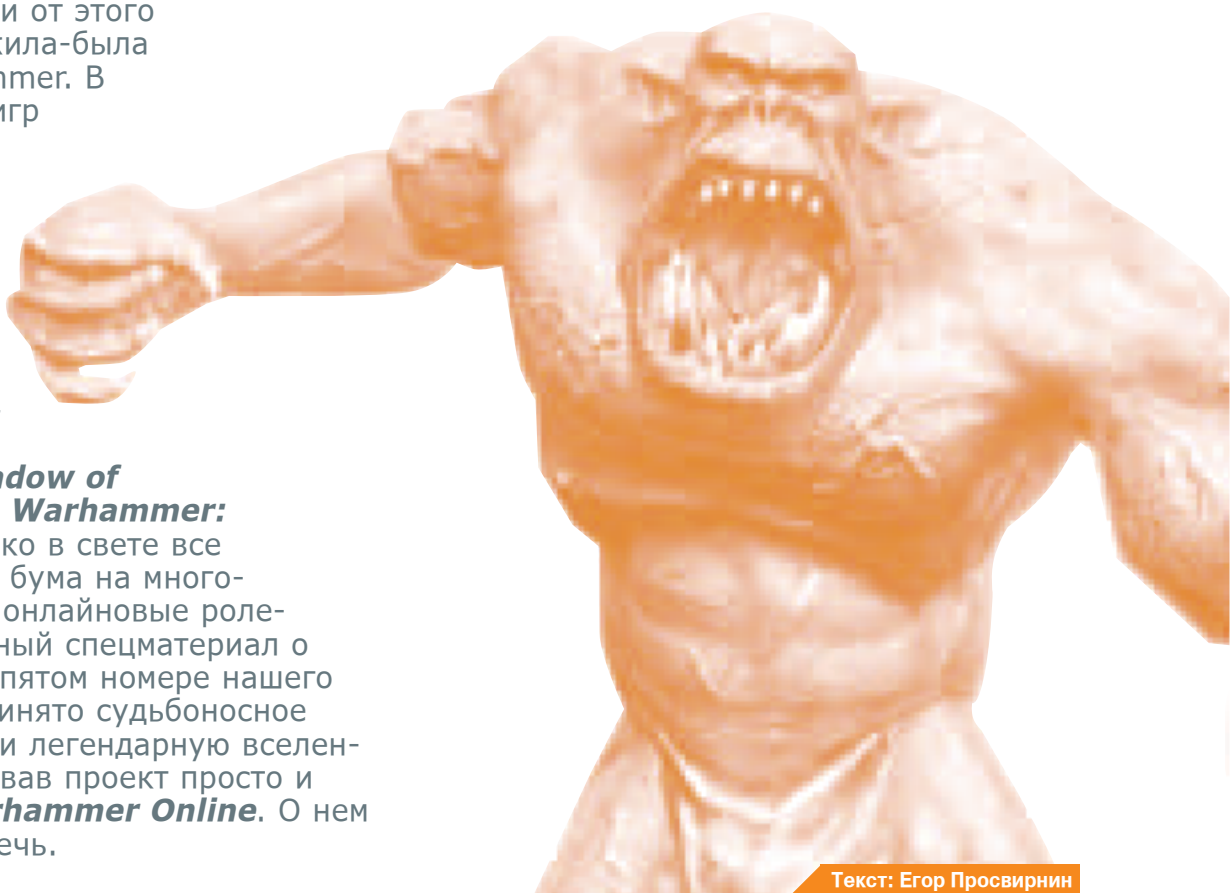 и от этого
жила-была
mmer. В
игр
adow of
Warhammer:
ко в свете все
бума на много-
онлайновые роле-
ный спецматериал о
пятом номере нашего
инято судьбоносное
и легендарную вселен-
вав проект просто и
rhammer Online. О нем
ечь.
Текст: Егор Просвирнин